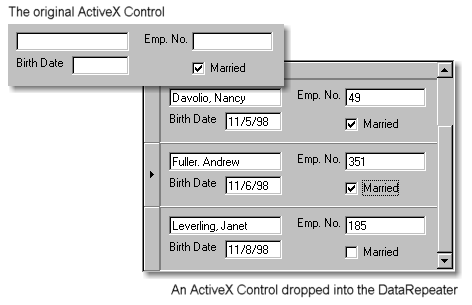 The original ActiveX Control
Emp. No.
Birth Date
Married
Davolio, Nancy Emp. No. 49
Birth Date 11/5/98 Married
Fuller. Andrew Emp. No. 351
Birth Date 11/6/98 Married
Leverling, Janet Emp. No. 185
Birth Date 11/8/98 Married
An ActiveX Control dropped into the DataRepeater